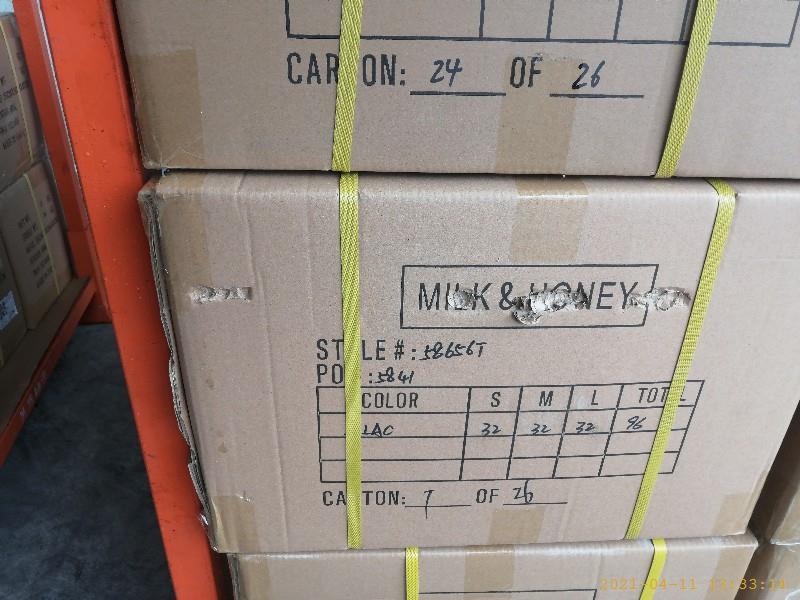 CARTON: 24 OF 26
MILK & HONEY
STYLE #: 58656T
PO : 5841
COLOR S M L TOTAL
32 32 32 96
CARTON: 7 OF 26
2021-04-11 13:33:14